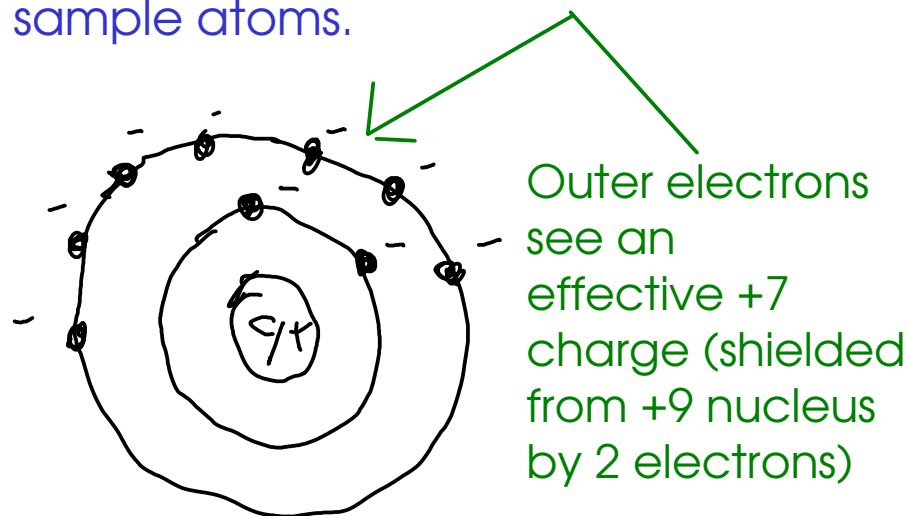 sample atoms.
Outer electrons
see an
effective +7
charge (shielded
from +9 nucleus
by 2 electrons)